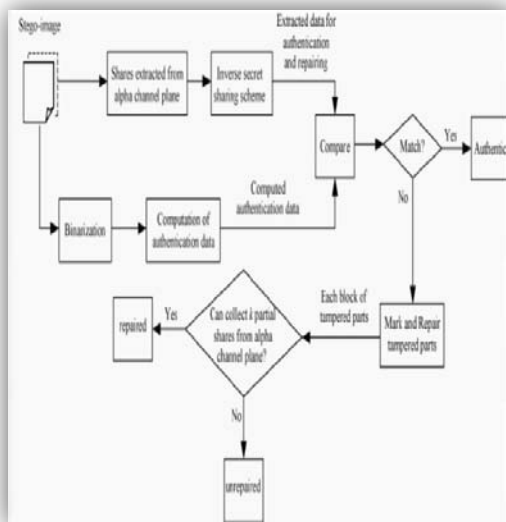 Stego-image
Shares extracted from
alpha channel plane
Inverse secret
sharing scheme
Extracted data for
authentication
and repairing
Compare
Match?
Yes
Authentic
No
Binarization
Computation of
authentication data
Computed
authentication data
Mark and Repair
tampered parts
Each block of
tampered parts
Can collect k partial
shares from alpha
channel plane?
Yes
repaired
No
unrepaired